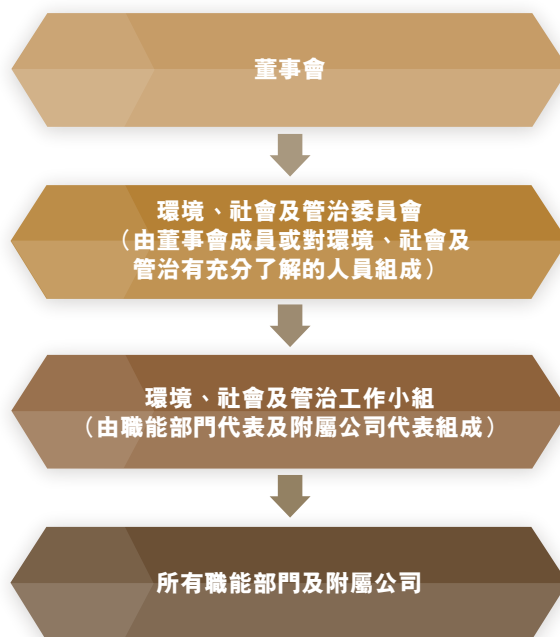 董事會
環境、社會及管治委員會
（由董事會成員或對環境、社會及
管治有充分了解的人員組成）
環境、社會及管治工作小組
（由職能部門代表及附屬公司代表組成）
所有職能部門及附屬公司